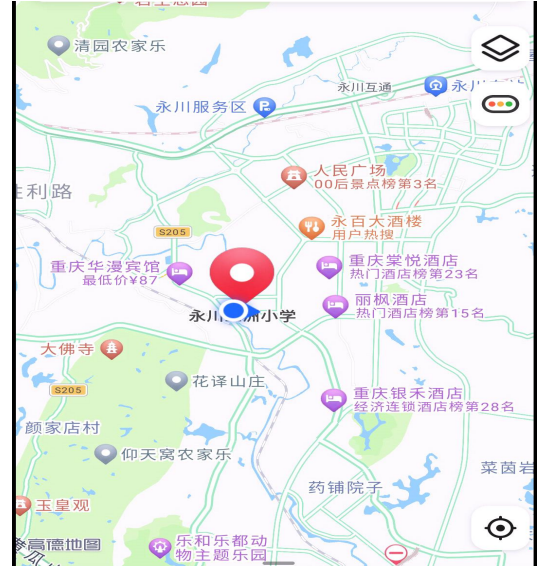 清园农家乐
永川互通
永川
永川服务区
P
人民广场
00后景点榜第3名
胜利路
永百大酒楼
用户热搜
S205
重庆华漫宾馆
最低价¥87
重庆棠悦酒店
热门酒店榜第23名
丽枫酒店
热门酒店榜第15名
小学
大佛寺
S205
花译山庄
重庆银禾酒店
经济连锁酒店榜第28名
颜家店村
仰天窝农家乐
菜茵岩
药铺院子
玉皇观
高德地图
乐和乐都动
物主题乐园